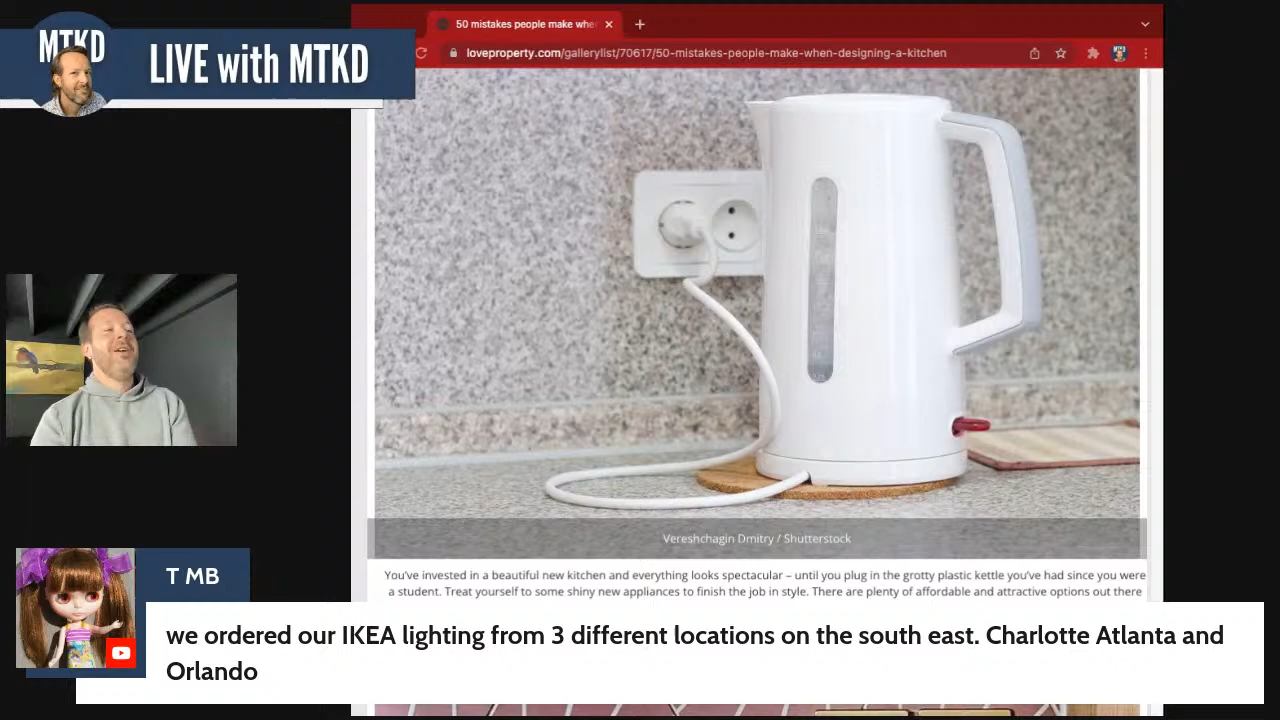 MTKD
LIVE with MTKD
50 mistakes people make whe
loveproperty.com/gallerylist/70617/50-mistakes-people-make-when-designing-a-kitchen
Vereshchagin Dmitry / Shutterstock
You've invested in a beautiful new kitchen and everything looks spectacular – until you plug in the grotty plastic kettle you've had since you were
a student. Treat yourself to some shiny new appliances to finish the job in style. There are plenty of affordable and attractive options out there
T MB
we ordered our IKEA lighting from 3 different locations on the south east. Charlotte Atlanta and
Orlando